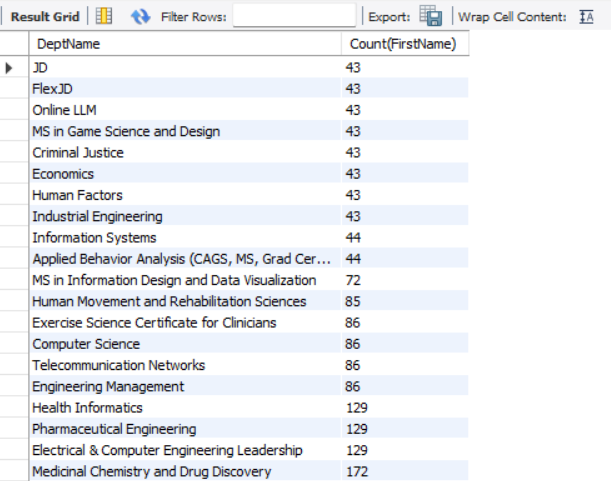 Result Grid Filter Rows: Export: Wrap Cell Content: IA
DeptName Count(FirstName)
JD 43
FlexJD 43
Online LLM 43
MS in Game Science and Design 43
Criminal Justice 43
Economics 43
Human Factors 43
Industrial Engineering 43
Information Systems 44
Applied Behavior Analysis (CAGS, MS, Grad Cer... 44
MS in Information Design and Data Visualization 72
Human Movement and Rehabilitation Sciences 85
Exercise Science Certificate for Clinicians 86
Computer Science 86
Telecommunication Networks 86
Engineering Management 86
Health Informatics 129
Pharmaceutical Engineering 129
Electrical & Computer Engineering Leadership 129
Medicinal Chemistry and Drug Discovery 172